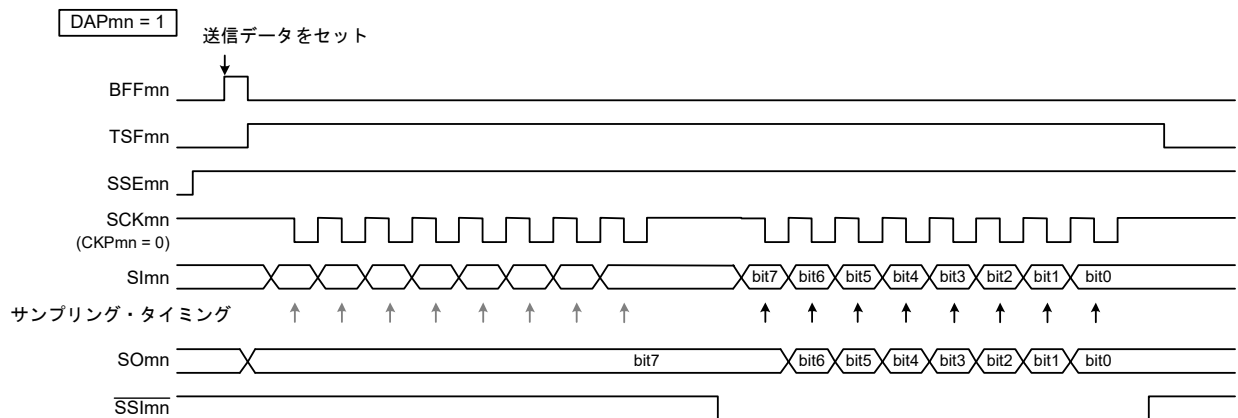 DAPmn = 1
送信データをセット
BFFmn
TSFmn
SSEmn
SCKmn
(CKPmn = 0)
SImn
bit7 bit6 bit5 bit4 bit3 bit2 bit1 bit0
サンプリング・タイミング
SOmn
bit7 bit6 bit5 bit4 bit3 bit2 bit1 bit0
SSImn